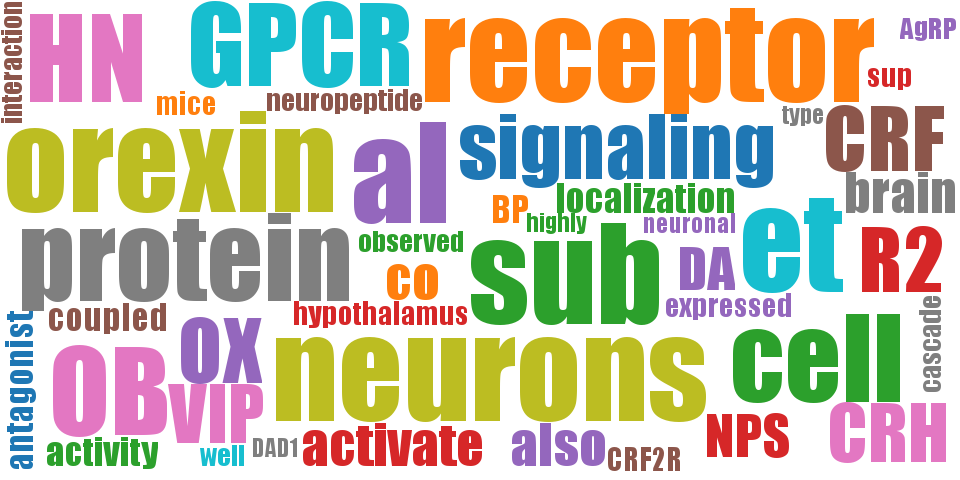 interaction
HN
GPCR
receptor
AgRP
sup
mice
neuropeptide
type
orexin
al
signaling
CRF
brain
BP
localization
highly
neuronal
protein
observed
sub
DA
et
R2
co
expressed
coupled
hypothalamus
cascade
antagonist
OX
neurons
cell
OB
VIP
CRH
activity
well
DAD1
activate
also
CRF2R
NPS